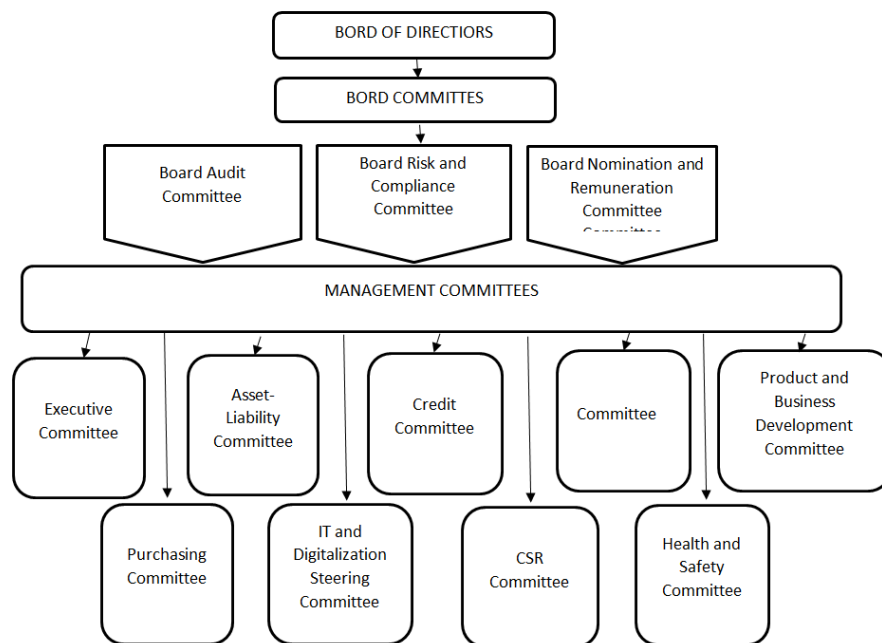 BORD OF DIRECTIORS
BORD COMMITTES
Board Audit
Committee
Board Risk and
Compliance
Committee
Board Nomination and
Remuneration
Committee
Committee
MANAGEMENT COMMITTEES
Executive
Committee
Asset-
Liability
Committee
Credit
Committee
Committee
Product and
Business
Development
Committee
Purchasing
Committee
IT and
Digitalization
Steering
Committee
CSR
Committee
Health and
Safety
Committee